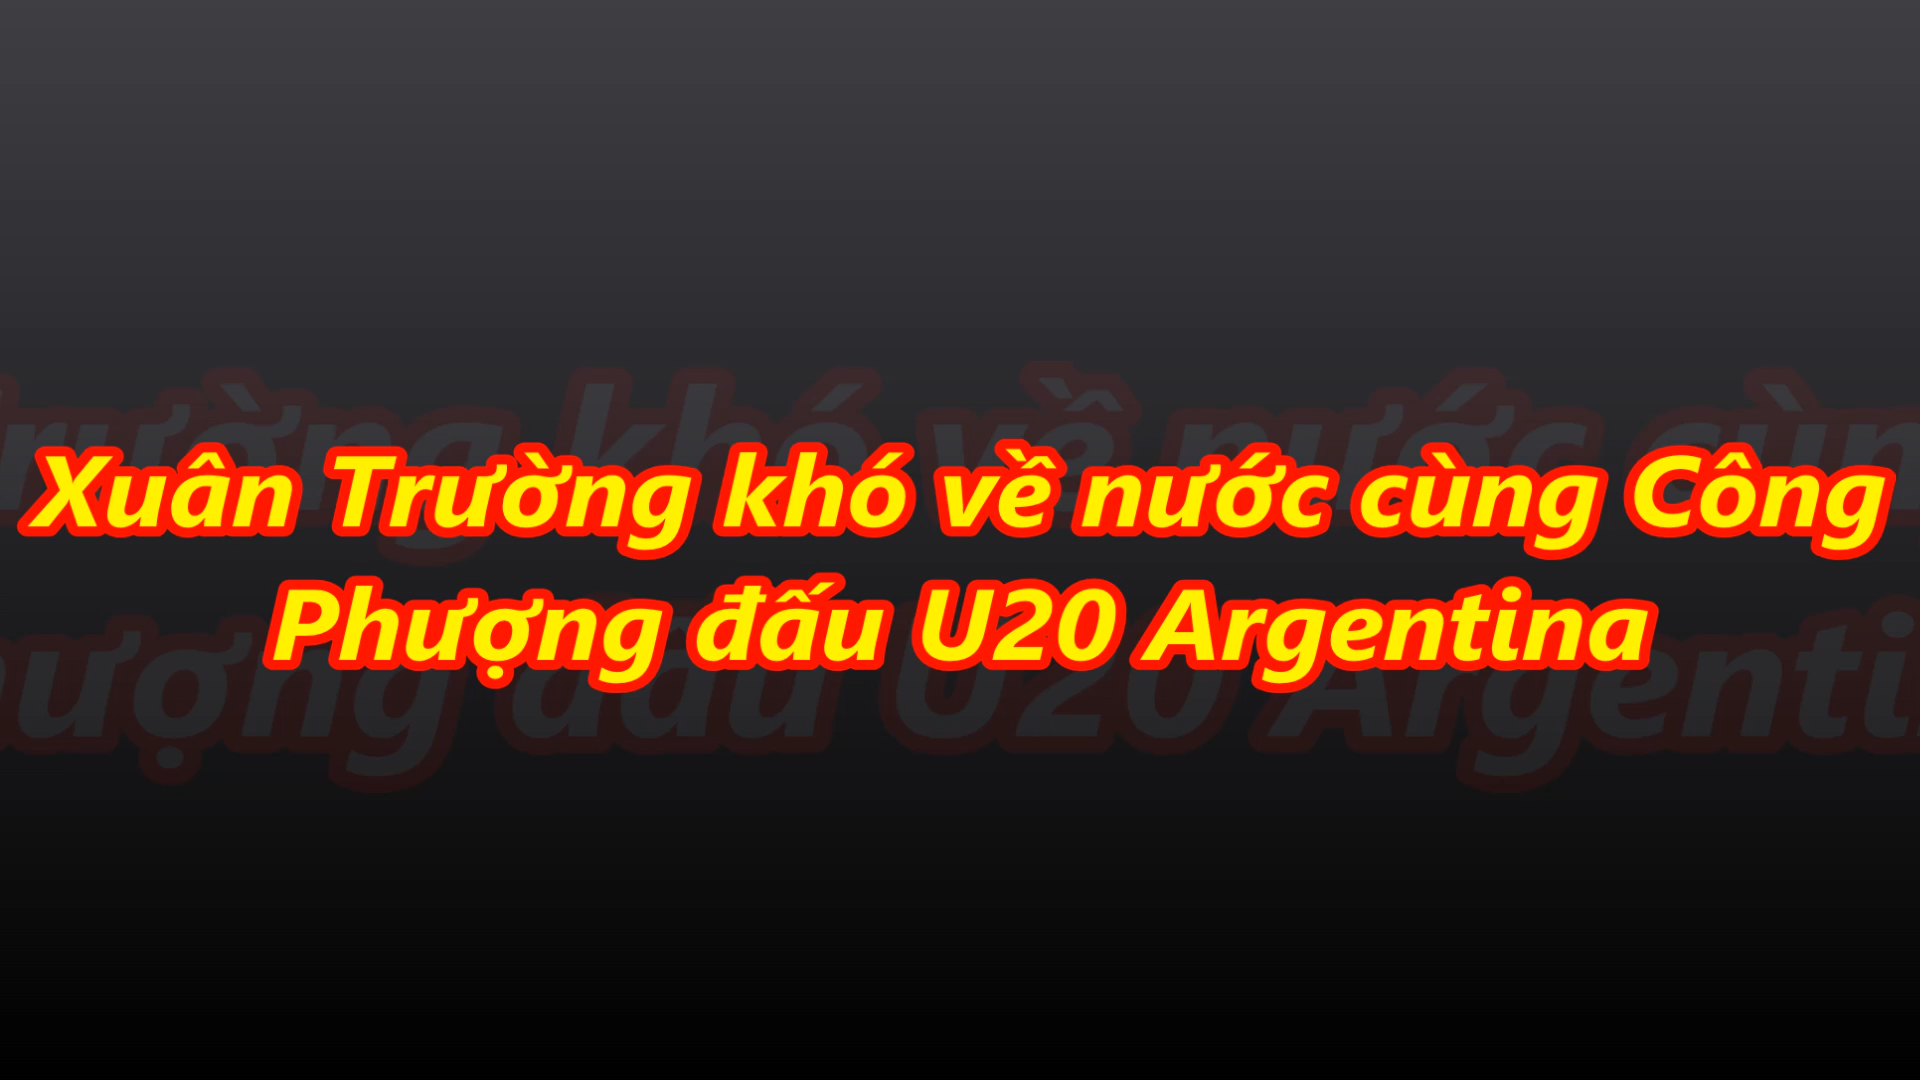 Xuân Trường khó về nước cùng Công
Phượng đấu U20 Argentina